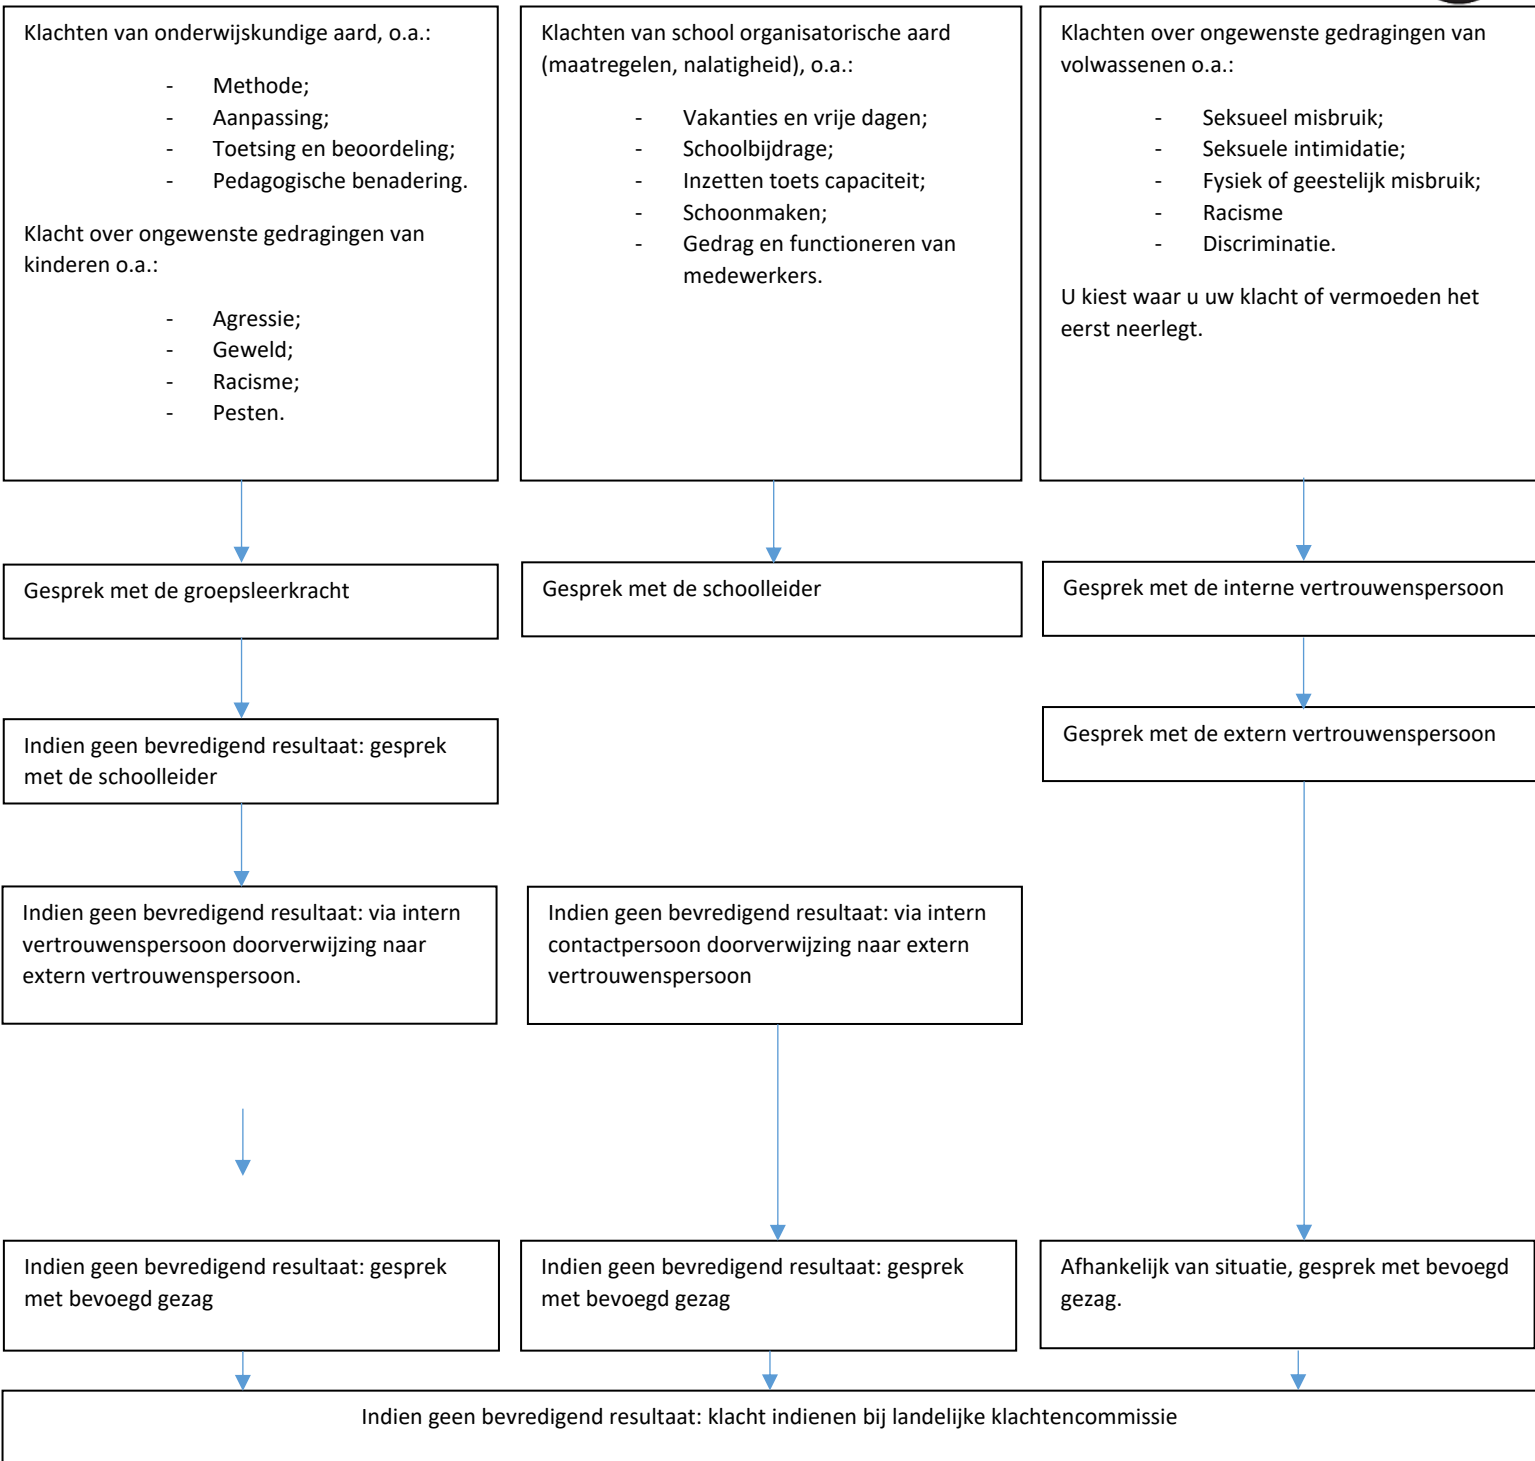 Klachten van onderwijskundige aard, o.a.:
- Methode;
- Aanpassing;
- Toetsing en beoordeling;
- Pedagogische benadering.
Klacht over ongewenste gedragingen van
kinderen o.a.:
- Agressie;
- Geweld;
- Racisme;
- Pesten.
Klachten van school organisatorische aard
(maatregelen, nalatigheid), o.a.:
- Vakanties en vrije dagen;
- Schoolbijdrage;
- Inzetten toets capaciteit;
- Schoonmaken;
- Gedrag en functioneren van
medewerkers.
Klachten over ongewenste gedragingen van
volwassenen o.a.:
- Seksueel misbruik;
- Seksuele intimidatie;
- Fysiek of geestelijk misbruik;
- Racisme
- Discriminatie.
U kiest waar u uw klacht of vermoeden het
eerst neerlegt.
Gesprek met de groepsleerkracht
Gesprek met de schoolleider
Gesprek met de interne vertrouwenspersoon
Indien geen bevredigend resultaat: gesprek
met de schoolleider
Gesprek met de extern vertrouwenspersoon
Indien geen bevredigend resultaat: via intern
vertrouwenspersoon doorverwijzing naar
extern vertrouwenspersoon.
Indien geen bevredigend resultaat: via intern
contactpersoon doorverwijzing naar extern
vertrouwenspersoon
Indien geen bevredigend resultaat: gesprek
met bevoegd gezag
Indien geen bevredigend resultaat: gesprek
met bevoegd gezag
Afhankelijk van situatie, gesprek met bevoegd
gezag.
Indien geen bevredigend resultaat: klacht indienen bij landelijke klachtencommissie